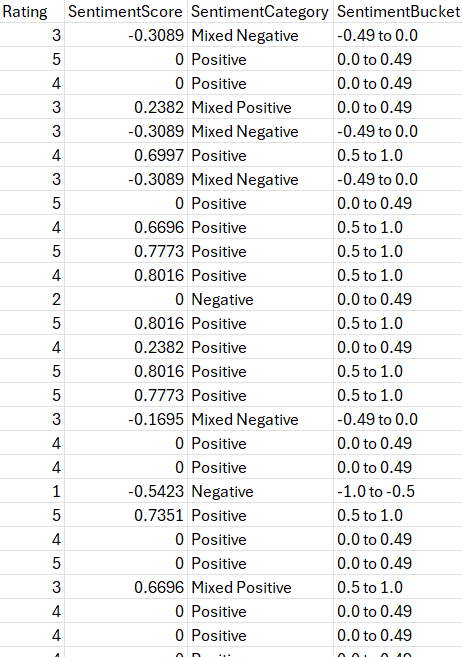 Rating SentimentScore SentimentCategory SentimentBucket
3 -0.3089 Mixed Negative -0.49 to 0.0
5 0 Positive 0.0 to 0.49
4 0 Positive 0.0 to 0.49
3 0.2382 Mixed Positive 0.0 to 0.49
3 -0.3089 Mixed Negative -0.49 to 0.0
4 0.6997 Positive 0.5 to 1.0
3 -0.3089 Mixed Negative -0.49 to 0.0
5 0 Positive 0.0 to 0.49
4 0.6696 Positive 0.5 to 1.0
5 0.7773 Positive 0.5 to 1.0
4 0.8016 Positive 0.5 to 1.0
2 0 Negative 0.0 to 0.49
5 0.8016 Positive 0.5 to 1.0
4 0.2382 Positive 0.0 to 0.49
5 0.8016 Positive 0.5 to 1.0
5 0.7773 Positive 0.5 to 1.0
3 -0.1695 Mixed Negative -0.49 to 0.0
4 0 Positive 0.0 to 0.49
4 0 Positive 0.0 to 0.49
1 -0.5423 Negative -1.0 to -0.5
5 0.7351 Positive 0.5 to 1.0
4 0 Positive 0.0 to 0.49
5 0 Positive 0.0 to 0.49
3 0.6696 Mixed Positive 0.5 to 1.0
4 0 Positive 0.0 to 0.49
4 0 Positive 0.0 to 0.49